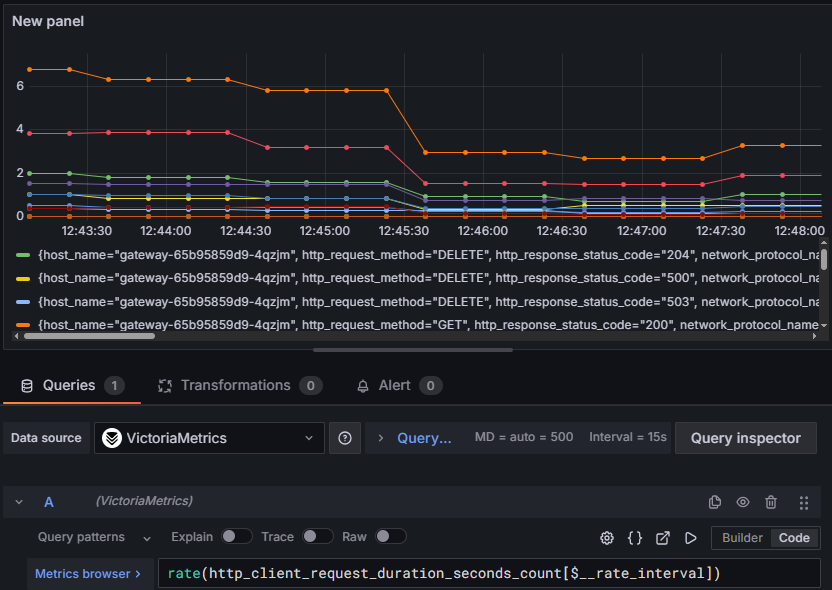 New panel
6
4
2
0
12:43:30 12:44:00 12:44:30 12:45:00 12:45:30 12:46:00 12:46:30 12:47:00 12:47:30 12:48:00
{host_name="gateway-65b95859d9-4qzjm", http_request_method="DELETE", http_response_status_code="204", network_protocol_na
{host_name="gateway-65b95859d9-4qzjm", http_request_method="DELETE", http_response_status_code="500", network_protocol_na
{host_name="gateway-65b95859d9-4qzjm", http_request_method="DELETE", http_response_status_code="503", network_protocol_na
{host_name="gateway-65b95859d9-4qzjm", http_request_method="GET", http_response_status_code="200", network_protocol_name
Queries 1 Transformations 0 Alert 0
Data source VictoriaMetrics Query... MD = auto = 500 Interval = 15s Query inspector
A (VictoriaMetrics)
Query patterns Explain Trace Raw {} Builder Code
Metrics browser > rate(http_client_request_duration_seconds_count[$__rate_interval])